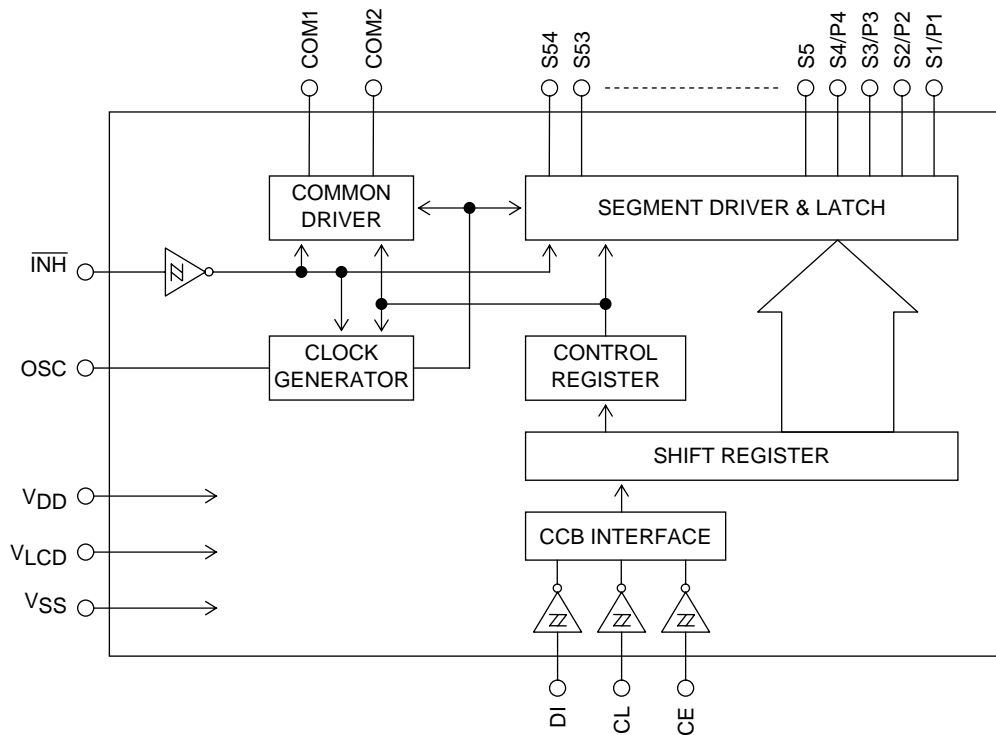 COM1
COM2
S54
S53
S5
S4/P4
S3/P3
S2/P2
S1/P1
COMMON
DRIVER
SEGMENT DRIVER & LATCH
INH
OSC
CLOCK
GENERATOR
CONTROL
REGISTER
SHIFT REGISTER
VDD
CCB INTERFACE
VLCD
VSS
DI
CL
CE